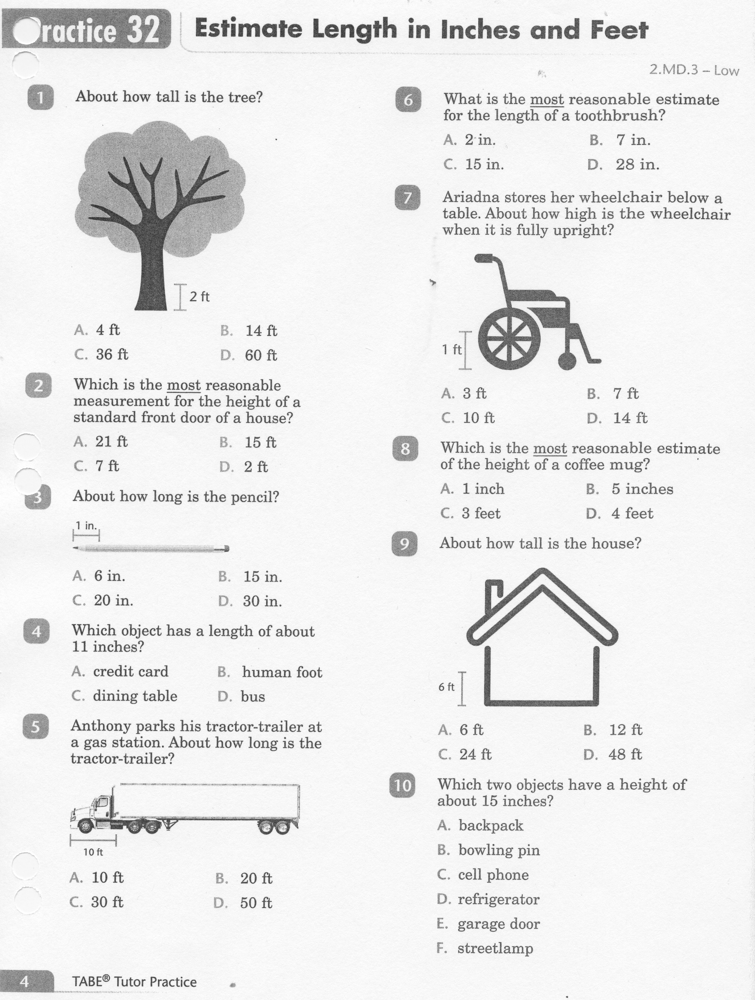 Practice 32
Estimate Length in Inches and Feet
2.MD.3 – Low
1 About how tall is the tree?
2 ft
A. 4 ft B. 14 ft
C. 36 ft D. 60 ft
2 Which is the most reasonable
measurement for the height of a
standard front door of a house?
A. 21 ft B. 15 ft
C. 7 ft D. 2 ft
3 About how long is the pencil?
1 in.
A. 6 in. B. 15 in.
C. 20 in. D. 30 in.
4 Which object has a length of about
11 inches?
A. credit card B. human foot
C. dining table D. bus
5 Anthony parks his tractor-trailer at
a gas station. About how long is the
tractor-trailer?
10 ft
A. 10 ft B. 20 ft
C. 30 ft D. 50 ft
6 What is the most reasonable estimate
for the length of a toothbrush?
A. 2 in. B. 7 in.
C. 15 in. D. 28 in.
7 Ariadna stores her wheelchair below a
table. About how high is the wheelchair
when it is fully upright?
1 ft
A. 3 ft B. 7 ft
C. 10 ft D. 14 ft
8 Which is the most reasonable estimate
of the height of a coffee mug?
A. 1 inch B. 5 inches
C. 3 feet D. 4 feet
9 About how tall is the house?
6 ft
A. 6 ft B. 12 ft
C. 24 ft D. 48 ft
10 Which two objects have a height of
about 15 inches?
A. backpack
B. bowling pin
C. cell phone
D. refrigerator
E. garage door
F. streetlamp
4 TABE® Tutor Practice